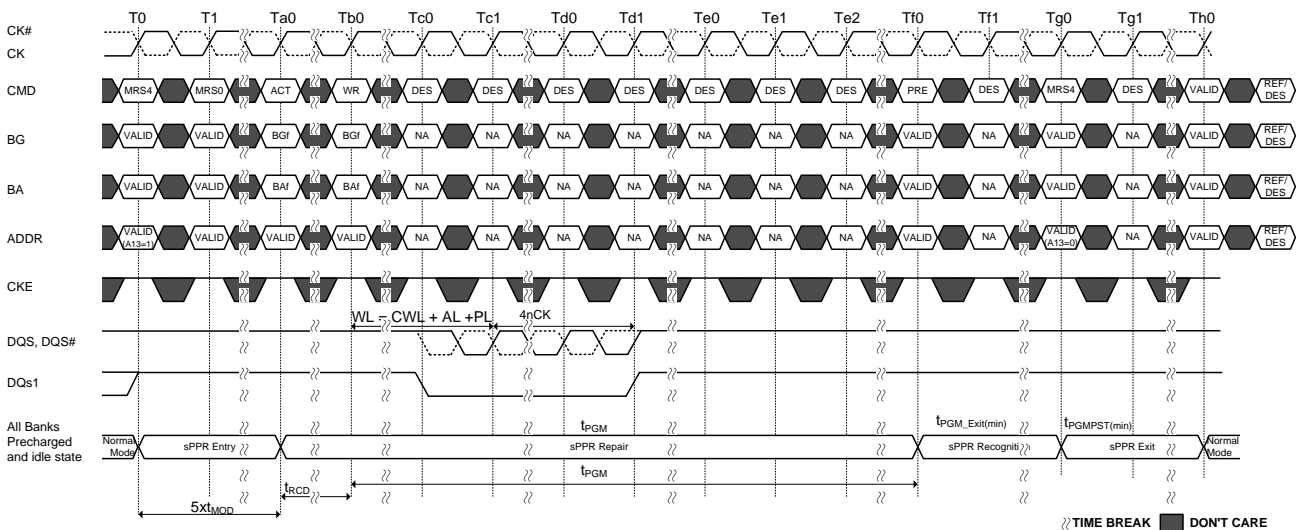 T0 T1 Ta0 Tb0 Tc0 Tc1 Td0 Td1 Te0 Te1 Te2 Tf0 Tf1 Tg0 Tg1 Th0
CK#
CK
CMD MRS4 MRS0 ACT WR DES DES DES DES DES DES DES PRE DES MRS4 DES VALID REF/
DES
BG VALID VALID BGf BGf NA NA NA NA NA NA NA VALID NA VALID NA VALID REF/
DES
BA VALID VALID BAf BAf NA NA NA NA NA NA NA VALID NA VALID NA VALID REF/
DES
ADDR VALID
(A13=1) VALID VALID VALID NA NA NA NA NA NA NA VALID NA VALID
(A13=0) NA VALID REF/
DES
CKE
WL = CWL + AL +PL 4nCK
DQS, DQS#
DQs1
All Banks
Precharged
and idle state
tPGM tPGM_Exit(min) tPGMPST(min)
Normal
Mode sPPR Entry sPPR Repair sPPR Recogniti sPPR Exit Normal
Mode
tRCD tPGM
5xtMOD
TIME BREAK DON'T CARE